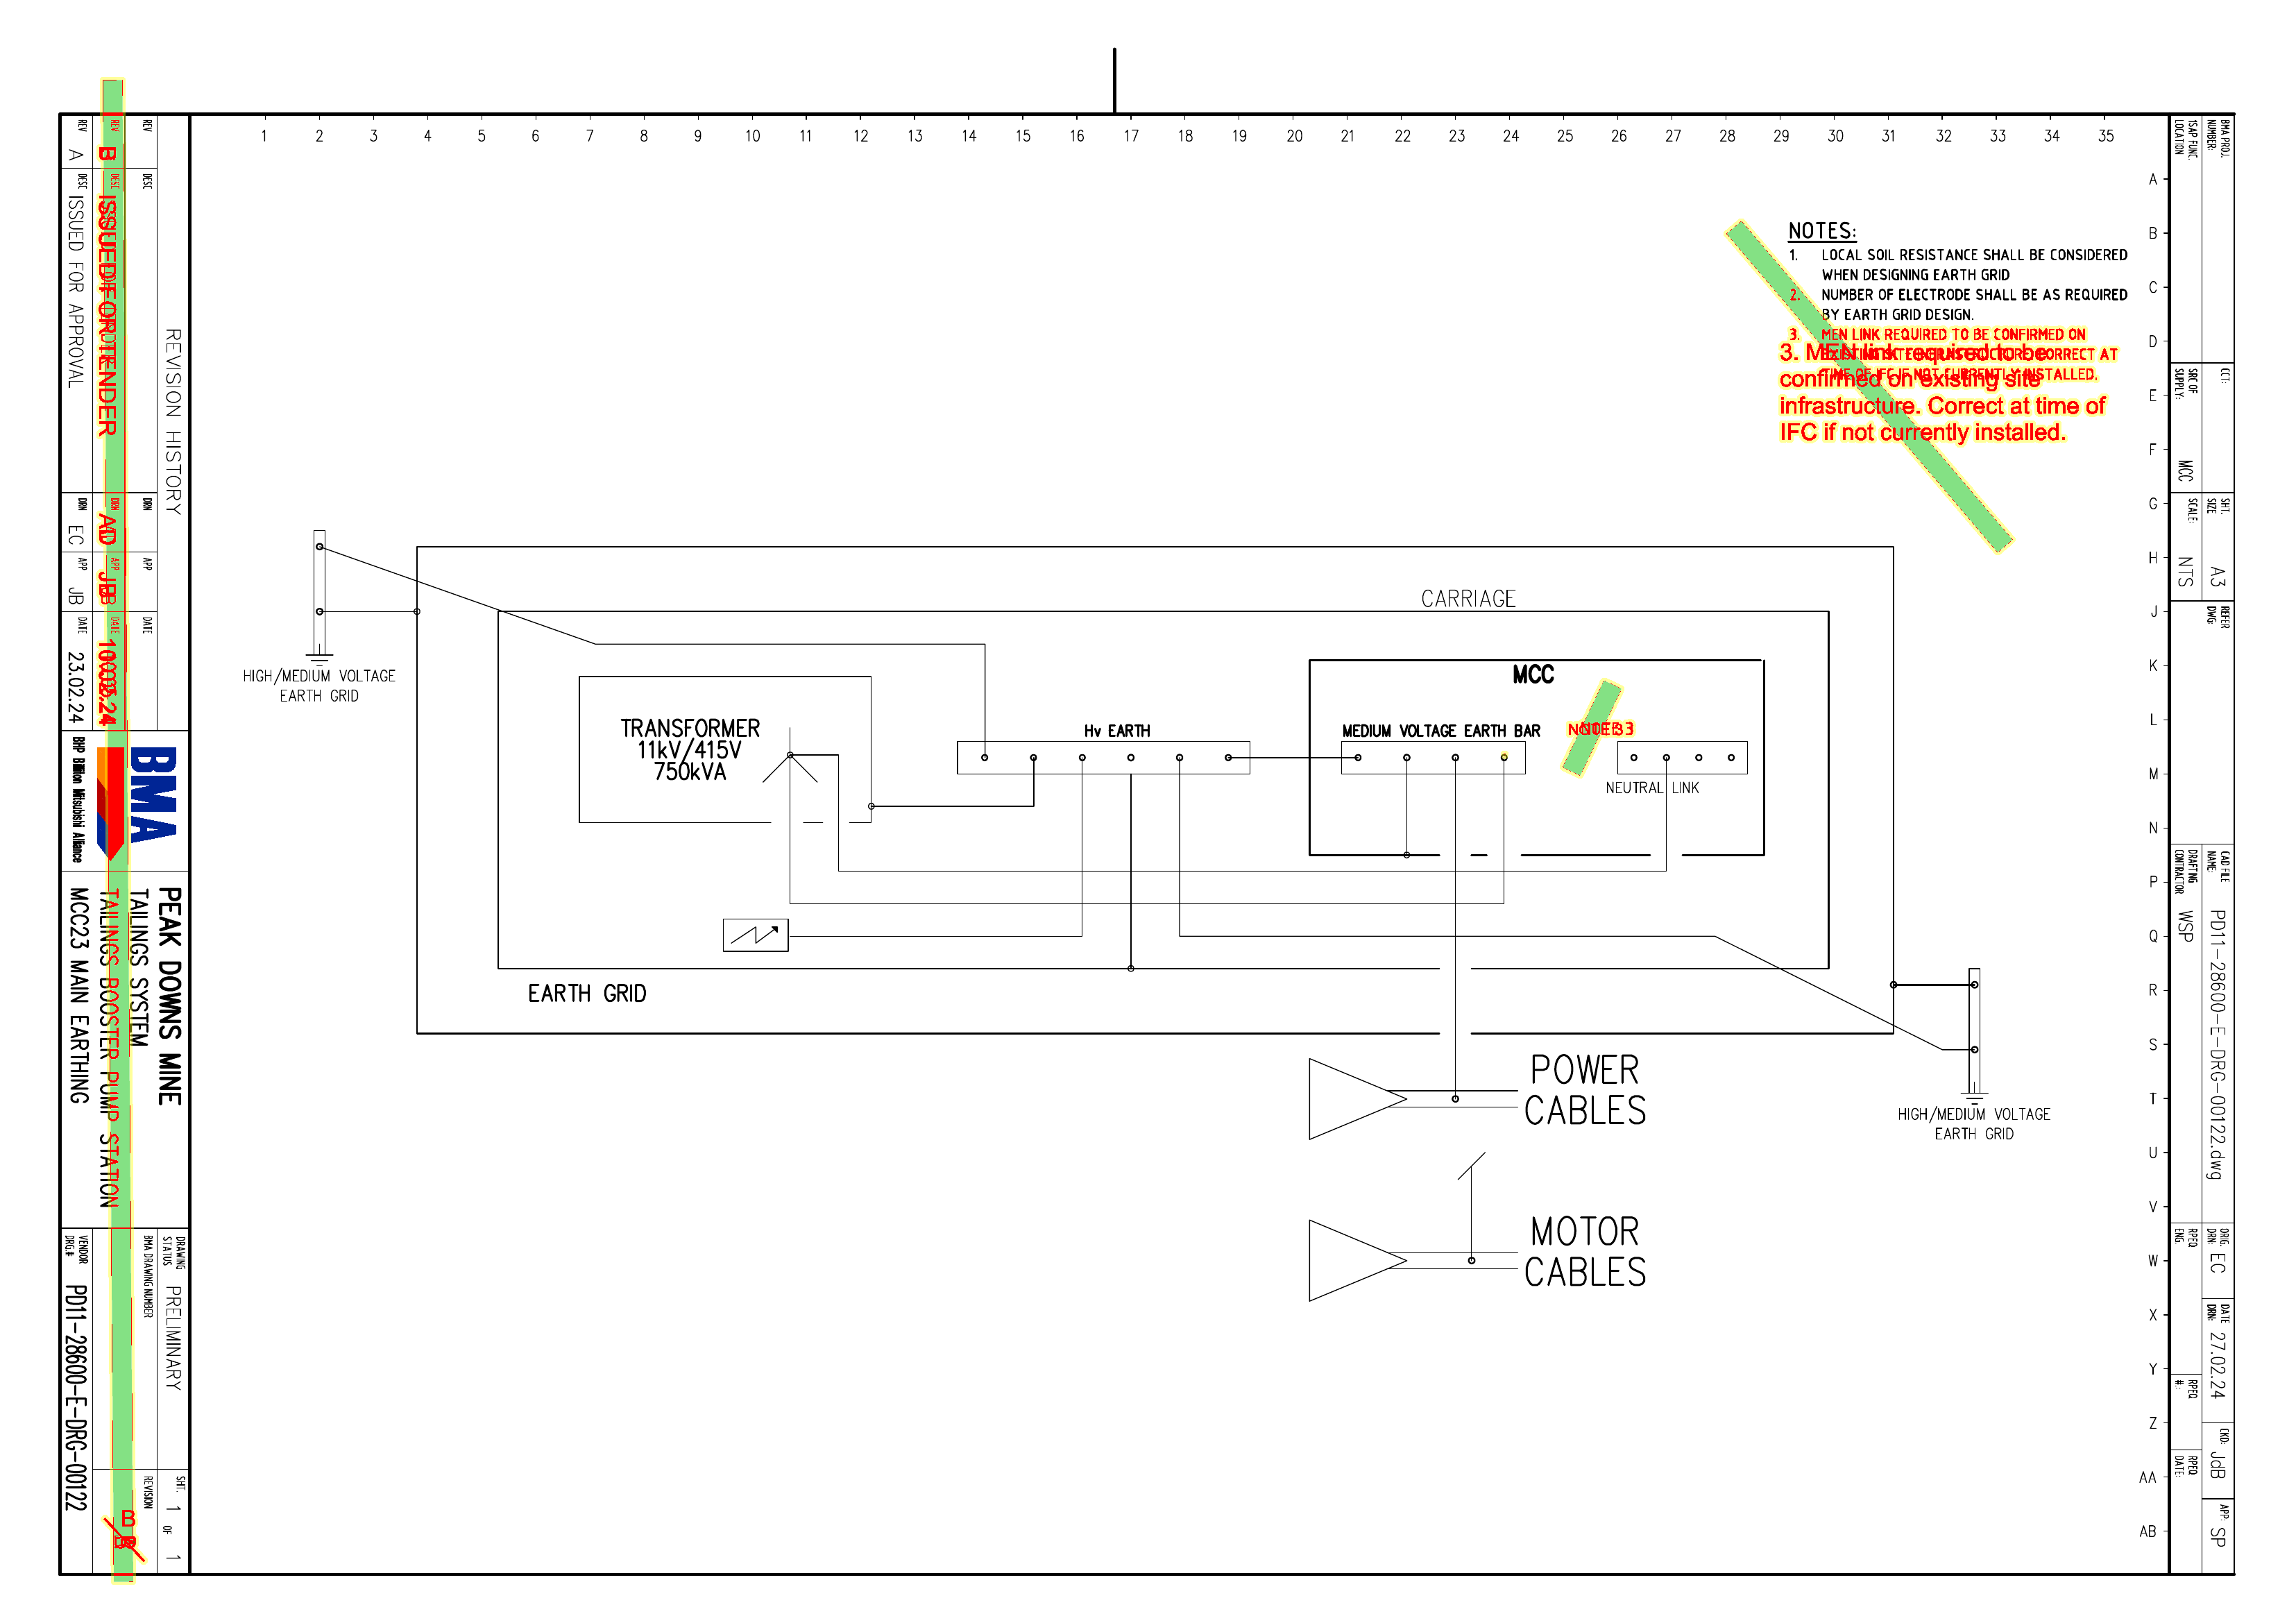 1 2 3 4 5 6 7 8 9 10 11 12 13 14 15 16 17 18 19 20 21 22 23 24 25 26 27 28 29 30 31 32 33 34 35
A
B
C
D
E
F
G
H
J
K
L
M
N
P
Q
R
S
T
U
V
W
X
Y
Z
AA
AB
NOTES:
1. LOCAL SOIL RESISTANCE SHALL BE CONSIDERED
WHEN DESIGNING EARTH GRID
2. NUMBER OF ELECTRODE SHALL BE AS REQUIRED
BY EARTH GRID DESIGN.
3. MEN LINK REQUIRED TO BE CONFIRMED ON
EXISTING SITE INFRASTRUCTURE. CORRECT AT
TIME OF IFC IF NOT CURRENTLY INSTALLED.
3. MEN link required to be
confirmed on existing site
infrastructure. Correct at time of
IFC if not currently installed.
CARRIAGE
MCC
HIGH/MEDIUM VOLTAGE
EARTH GRID
TRANSFORMER
11kV/415V
750kVA
Hv EARTH
MEDIUM VOLTAGE EARTH BAR
NOTE 3
NEUTRAL LINK
EARTH GRID
POWER
CABLES
MOTOR
CABLES
HIGH/MEDIUM VOLTAGE
EARTH GRID
REVISION HISTORY
REV DESC DRN APP DATE
REV B DESC ISSUED FOR TENDER DRN AD APP JB DATE
REV A DESC ISSUED FOR APPROVAL DRN EC APP JB DATE 23.02.24
BMA
BHP Billiton Mitsubishi Alliance
PEAK DOWNS MINE
TAILINGS SYSTEM
TAILINGS BOOSTER PUMP STATION
MCC23 MAIN EARTHING
DRAWING
STATUS PRELIMINARY
SHT. 1 OF 1
BMA DRAWING NUMBER
REVISION
B
VENDOR
DRG.# PD11-28600-E-DRG-00122
BMA PROJ.
NUMBER:
1SAP FUNC.
LOCATION
CCT:
SRC OF
SUPPLY: MCC
SHT.
SIZE A3
SCALE: NTS
REFER
DWG:
CAD FILE
NAME: PD11-28600-E-DRG-00122.dwg
DRAFTING
CONTRACTOR WSP
ORIG.
DRN: EC
DATE
DRN: 27.02.24
CKD: JdB
APP: SP
RPEQ
ENG.
RPEQ
#:
RPEQ
DATE: